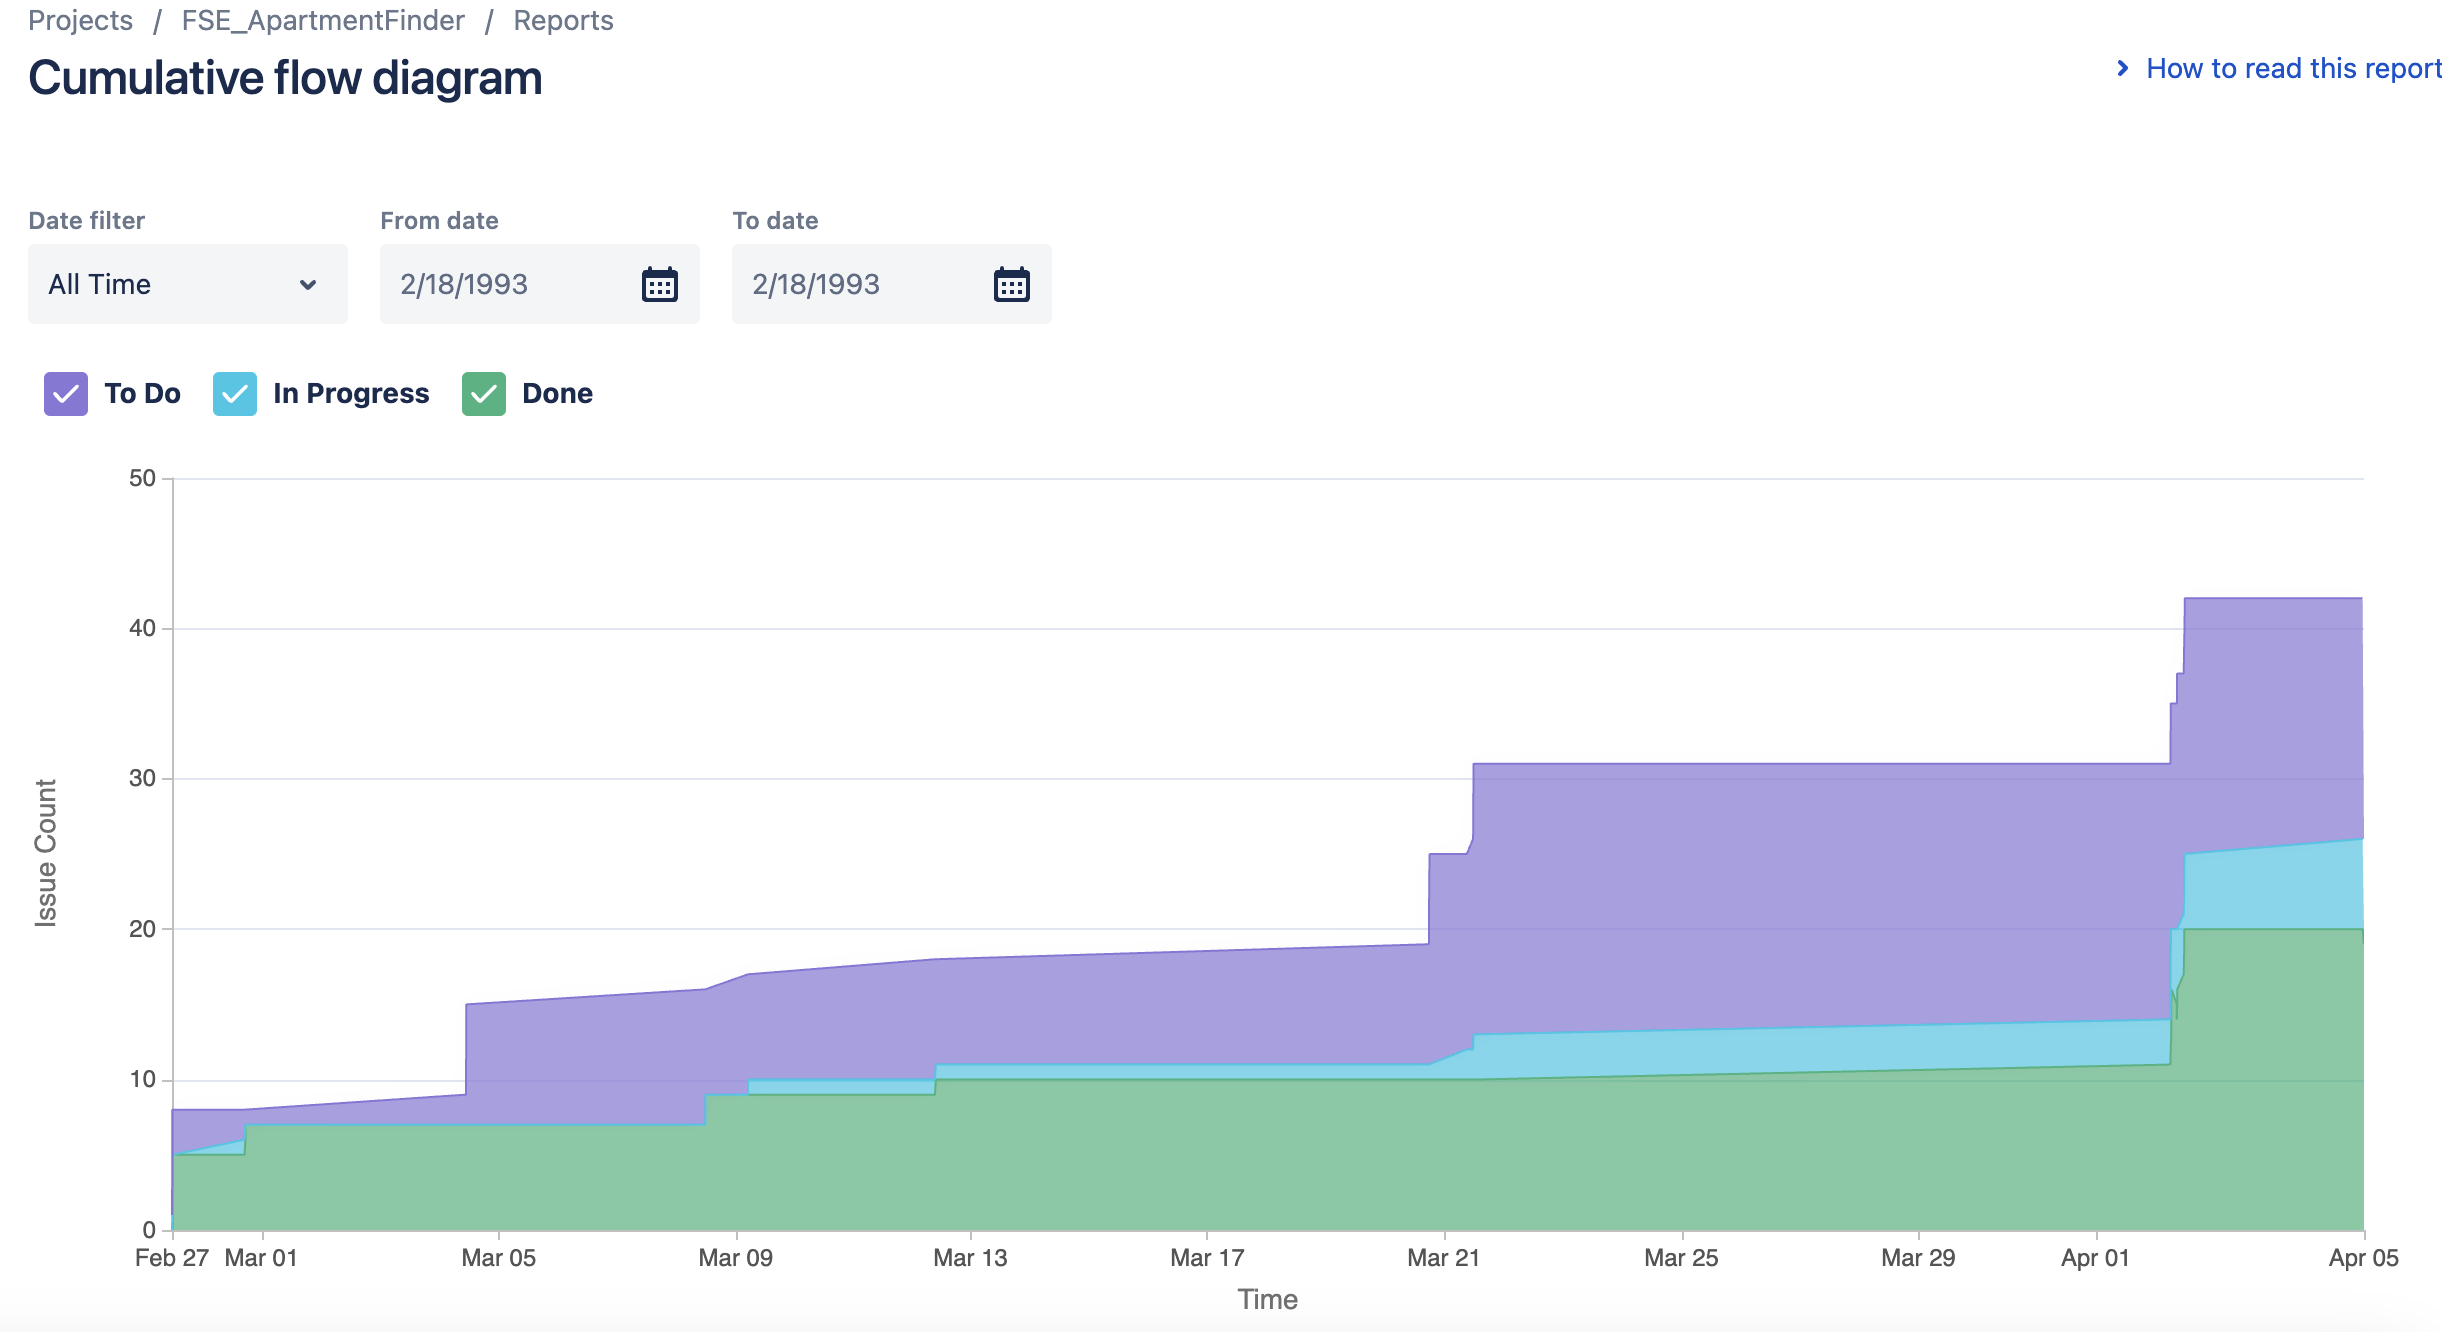 Projects / FSE_ApartmentFinder / Reports
Cumulative flow diagram
How to read this report
Date filter
From date
To date
All Time
2/18/1993
2/18/1993
To Do
In Progress
Done
50
40
30
20
10
0
Issue Count
Feb 27
Mar 01
Mar 05
Mar 09
Mar 13
Mar 17
Mar 21
Mar 25
Mar 29
Apr 01
Apr 05
Time